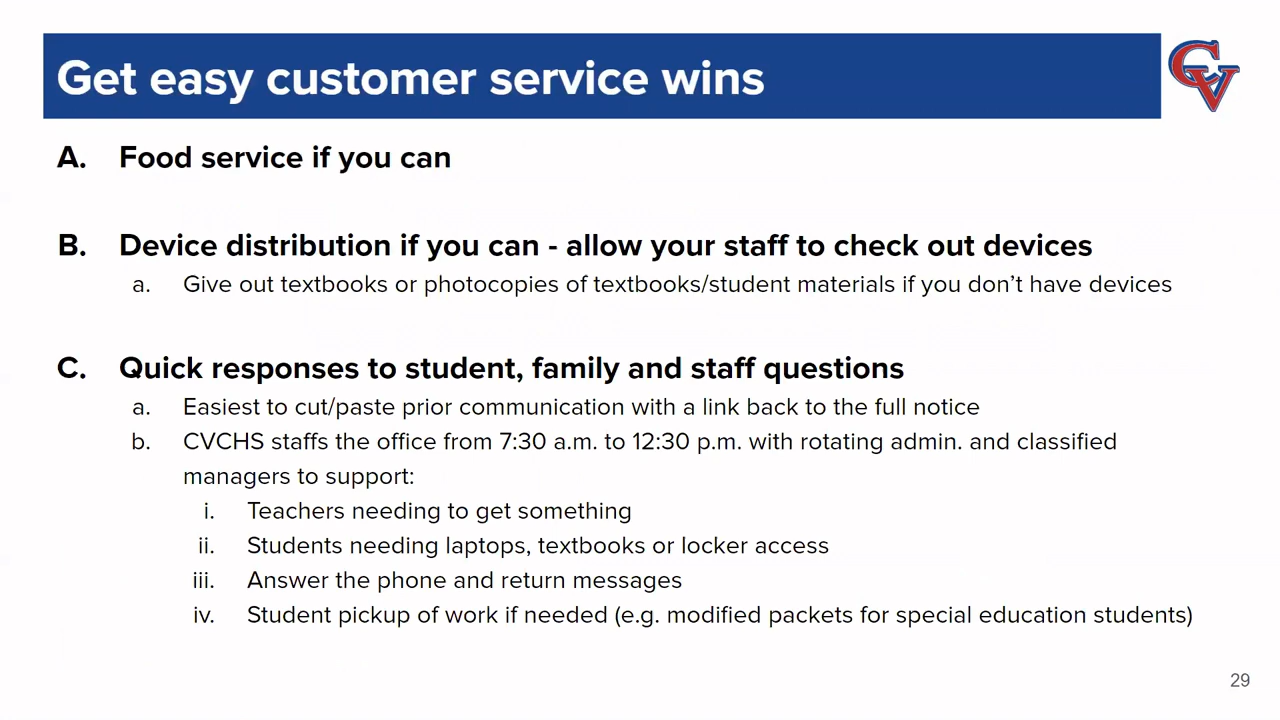 Get easy customer service wins
CV
A. Food service if you can
B. Device distribution if you can - allow your staff to check out devices
a. Give out textbooks or photocopies of textbooks/student materials if you don’t have devices
C. Quick responses to student, family and staff questions
a. Easiest to cut/paste prior communication with a link back to the full notice
b. CVCHS staffs the office from 7:30 a.m. to 12:30 p.m. with rotating admin. and classified
managers to support:
i. Teachers needing to get something
ii. Students needing laptops, textbooks or locker access
iii. Answer the phone and return messages
iv. Student pickup of work if needed (e.g. modified packets for special education students)
29